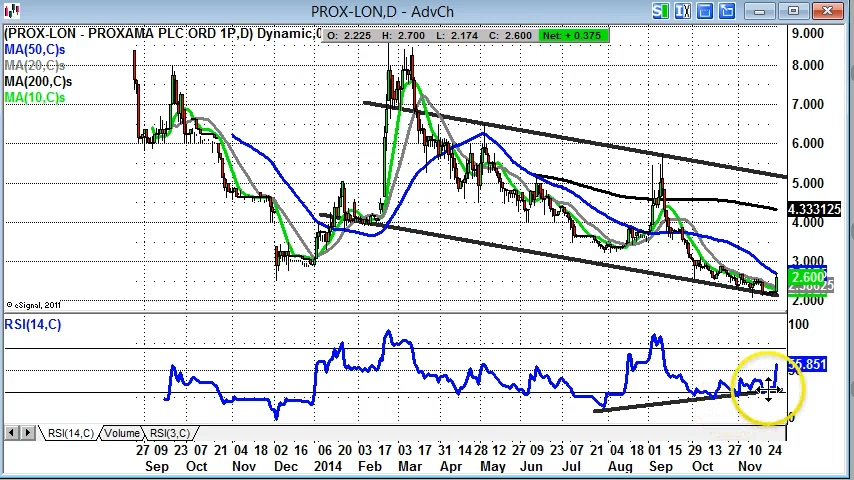 PROX-LON,D - AdvCh
(PROX-LON - PROXAMA PLC ORD 1P,D) Dynamic,0
O: 2.225 H: 2.700 L: 2.174 C: 2.600 Net: + 0.375
MA(50,C)s
MA(20,C)s
MA(200,C)s
MA(10,C)s
9.000
8.000
7.000
6.000
5.000
4.333125
4.000
3.000
2.600
2.000
© eSignal, 2011
RSI(14,C)
100
55.851
0
RSI(14,C) Volume RSI(3,C)
27 09 23 07 21 04 18 02 16 01 20 03 17 03 17 31 14 28 12 27 09 23 07 21 04 18 01 15 29 13 27 10 24
Sep Oct Nov Dec 2014 Feb Mar Apr May Jun Jul Aug Sep Oct Nov